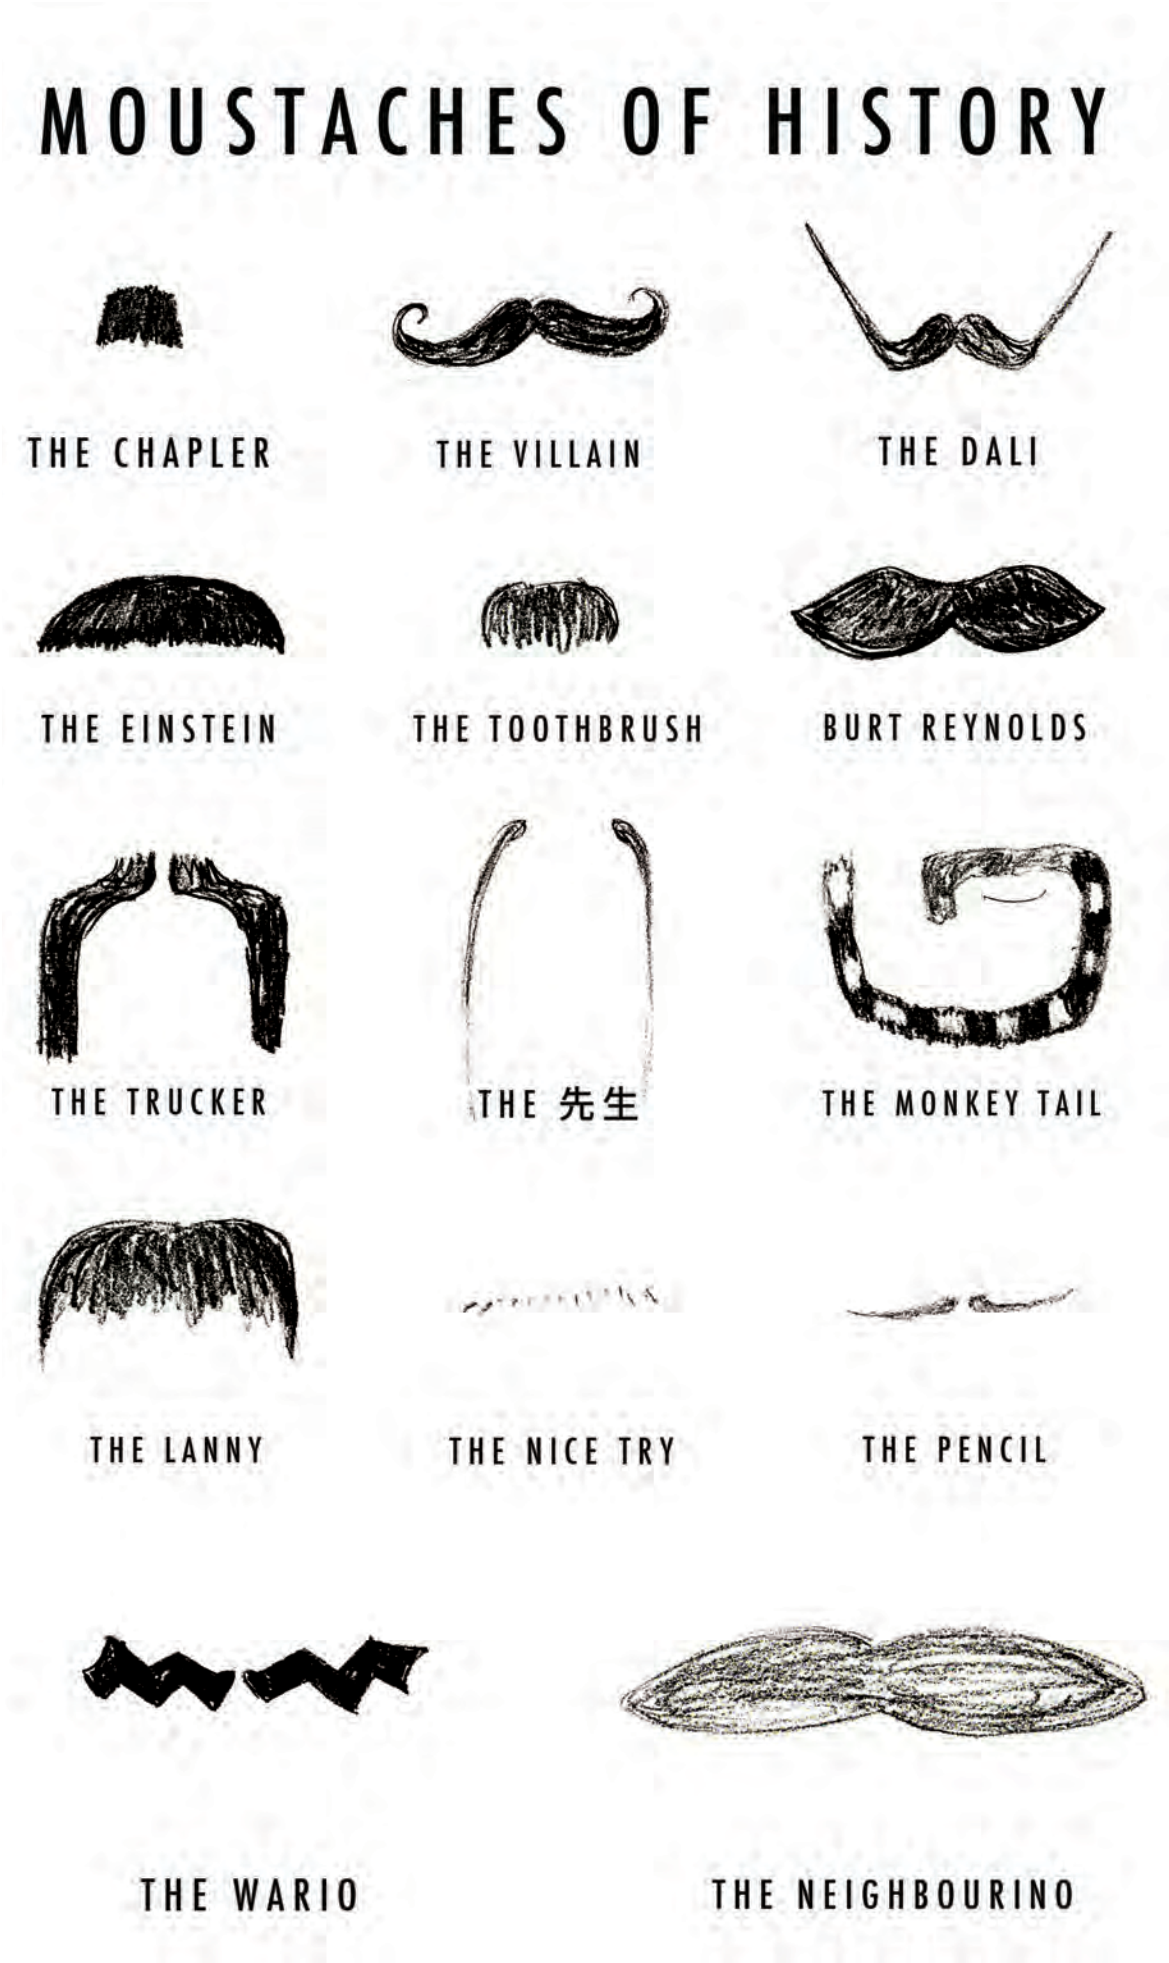 MOUSTACHES OF HISTORY
THE CHAPLER
THE VILLAIN
THE DALI
THE EINSTEIN
THE TOOTHBRUSH
BURT REYNOLDS
THE TRUCKER
THE 先生
THE MONKEY TAIL
THE LANNY
THE NICE TRY
THE PENCIL
THE WARIO
THE NEIGHBOURINO